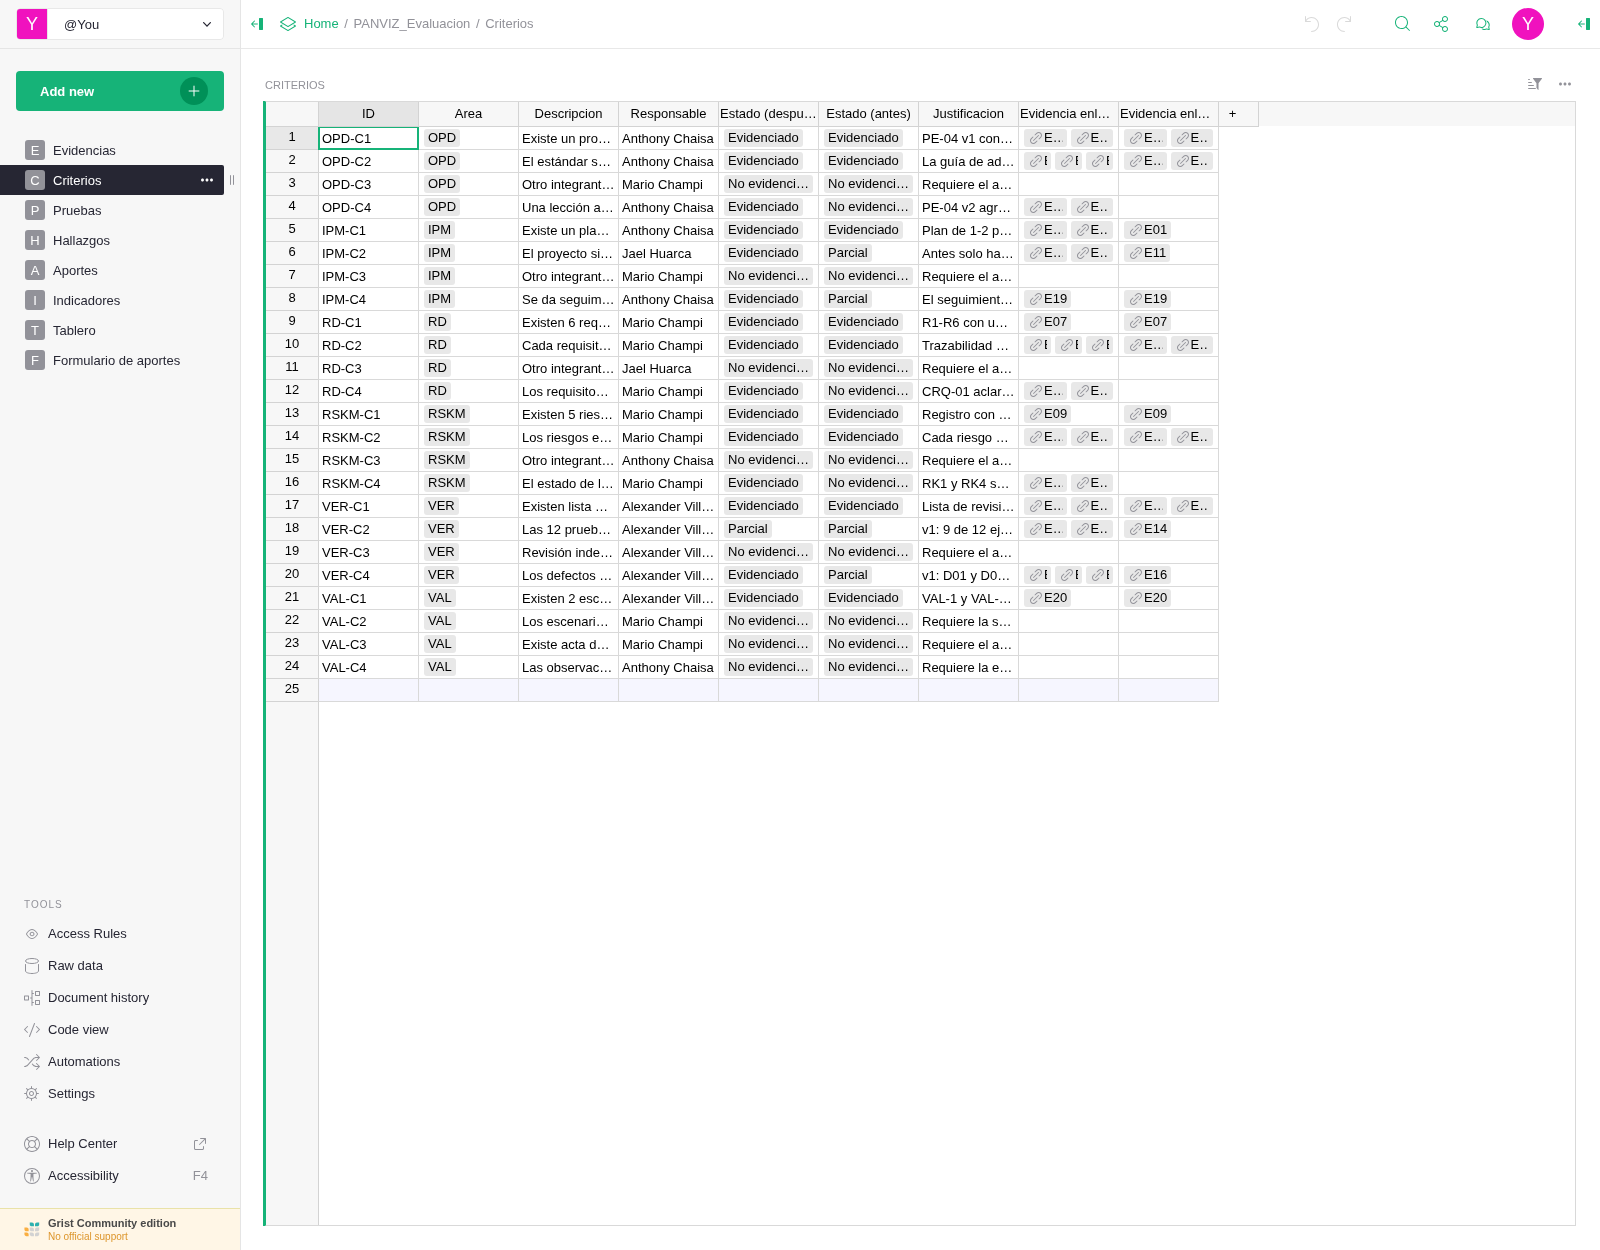 Y @You
Home / PANVIZ_Evaluacion / Criterios
Y
Add new
E Evidencias
C Criterios
P Pruebas
H Hallazgos
A Aportes
I Indicadores
T Tablero
F Formulario de aportes
TOOLS
Access Rules
Raw data
Document history
Code view
Automations
Settings
Help Center
Accessibility F4
Grist Community edition
No official support
CRITERIOS
ID Area Descripcion Responsable Estado (despu… Estado (antes) Justificacion Evidencia enl… Evidencia enl… +
1 OPD-C1 OPD Existe un pro… Anthony Chaisa Evidenciado Evidenciado PE-04 v1 con… E… E… E… E…
2 OPD-C2 OPD El estándar s… Anthony Chaisa Evidenciado Evidenciado La guía de ad… E E E E… E…
3 OPD-C3 OPD Otro integrant… Mario Champi No evidenci… No evidenci… Requiere el a…
4 OPD-C4 OPD Una lección a… Anthony Chaisa Evidenciado No evidenci… PE-04 v2 agr… E… E…
5 IPM-C1 IPM Existe un pla… Anthony Chaisa Evidenciado Evidenciado Plan de 1-2 p… E… E… E01
6 IPM-C2 IPM El proyecto si… Jael Huarca Evidenciado Parcial Antes solo ha… E… E… E11
7 IPM-C3 IPM Otro integrant… Mario Champi No evidenci… No evidenci… Requiere el a…
8 IPM-C4 IPM Se da seguim… Anthony Chaisa Evidenciado Parcial El seguimient… E19 E19
9 RD-C1 RD Existen 6 req… Mario Champi Evidenciado Evidenciado R1-R6 con u… E07 E07
10 RD-C2 RD Cada requisit… Mario Champi Evidenciado Evidenciado Trazabilidad … E E E E… E…
11 RD-C3 RD Otro integrant… Jael Huarca No evidenci… No evidenci… Requiere el a…
12 RD-C4 RD Los requisito… Mario Champi Evidenciado No evidenci… CRQ-01 aclar… E… E…
13 RSKM-C1 RSKM Existen 5 ries… Mario Champi Evidenciado Evidenciado Registro con … E09 E09
14 RSKM-C2 RSKM Los riesgos e… Mario Champi Evidenciado Evidenciado Cada riesgo … E… E… E… E…
15 RSKM-C3 RSKM Otro integrant… Anthony Chaisa No evidenci… No evidenci… Requiere el a…
16 RSKM-C4 RSKM El estado de l… Mario Champi Evidenciado No evidenci… RK1 y RK4 s… E… E…
17 VER-C1 VER Existen lista … Alexander Vill… Evidenciado Evidenciado Lista de revisi… E… E… E… E…
18 VER-C2 VER Las 12 prueb… Alexander Vill… Parcial Parcial v1: 9 de 12 ej… E… E… E14
19 VER-C3 VER Revisión inde… Alexander Vill… No evidenci… No evidenci… Requiere el a…
20 VER-C4 VER Los defectos … Alexander Vill… Evidenciado Parcial v1: D01 y D0… E E E E16
21 VAL-C1 VAL Existen 2 esc… Alexander Vill… Evidenciado Evidenciado VAL-1 y VAL-… E20 E20
22 VAL-C2 VAL Los escenari… Mario Champi No evidenci… No evidenci… Requiere la s…
23 VAL-C3 VAL Existe acta d… Mario Champi No evidenci… No evidenci… Requiere el a…
24 VAL-C4 VAL Las observac… Anthony Chaisa No evidenci… No evidenci… Requiere la e…
25